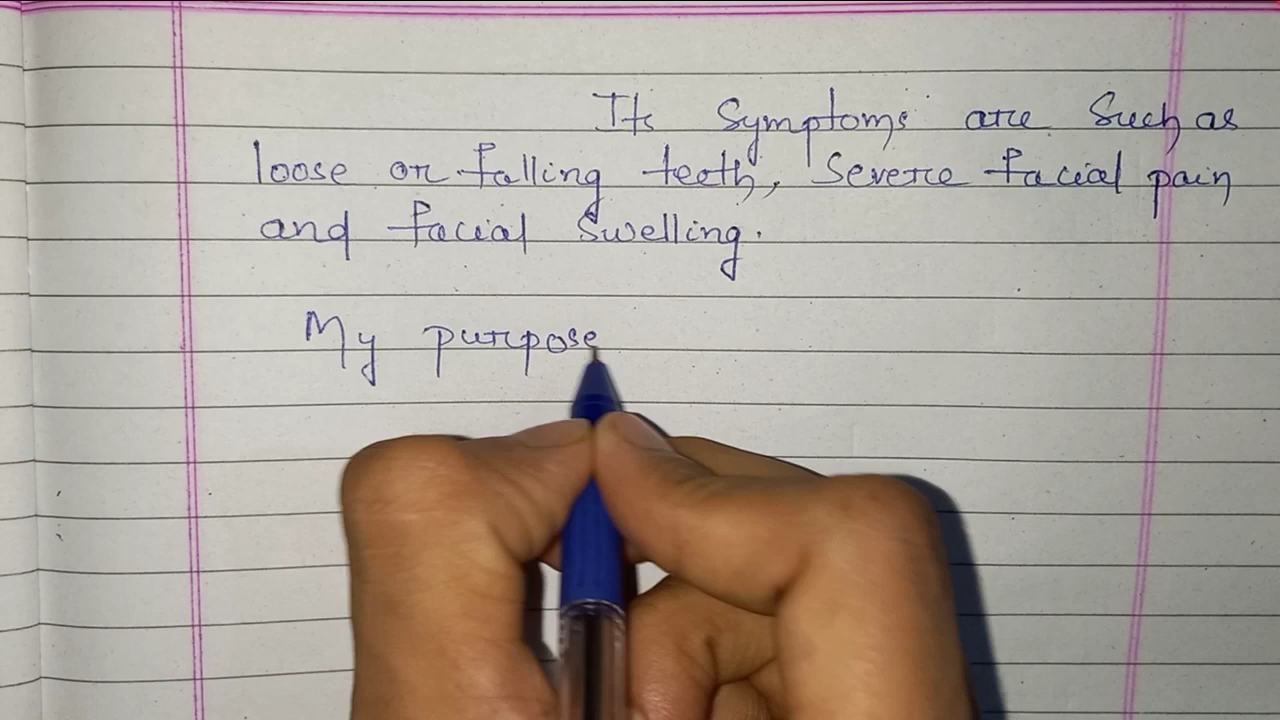 Its Symptoms are Such as
loose or falling teeth, Severe facial pain
and facial Swelling.
My purpose